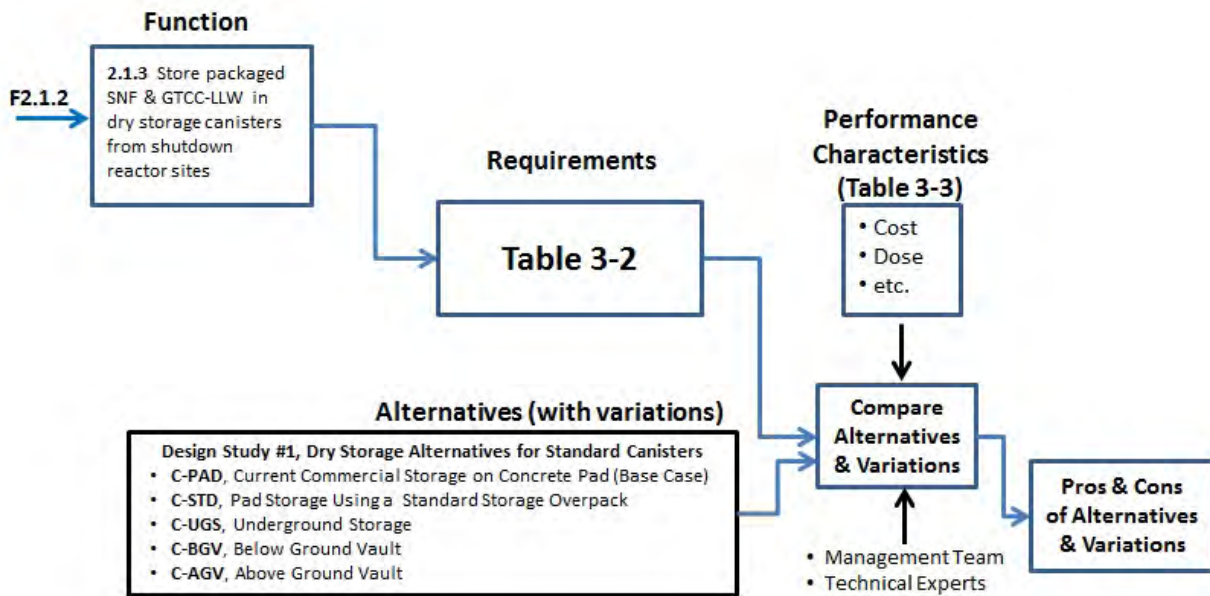 Function
F2.1.2
2.1.3 Store packaged
SNF & GTCC-LLW in
dry storage canisters
from shutdown
reactor sites
Requirements
Table 3-2
Performance
Characteristics
(Table 3-3)
• Cost
• Dose
• etc.
Alternatives (with variations)
Design Study #1, Dry Storage Alternatives for Standard Canisters
• C-PAD, Current Commercial Storage on Concrete Pad (Base Case)
• C-STD, Pad Storage Using a Standard Storage Overpack
• C-UGS, Underground Storage
• C-BGV, Below Ground Vault
• C-AGV, Above Ground Vault
Compare
Alternatives
& Variations
• Management Team
• Technical Experts
Pros & Cons
of Alternatives
& Variations